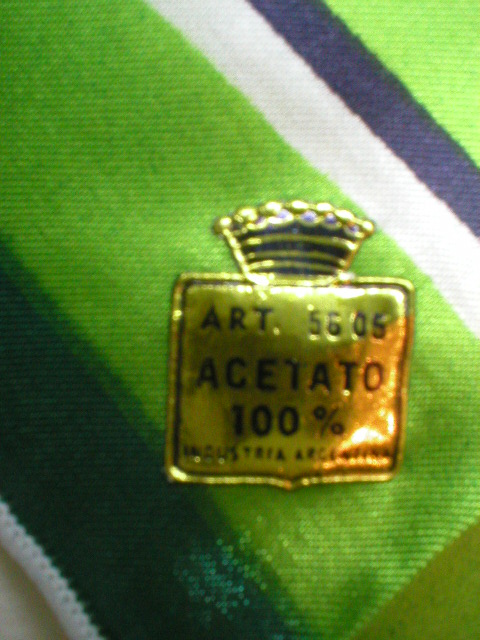 ART. 5605
ACETATO
100 %
INDUSTRIA ARGENTINA